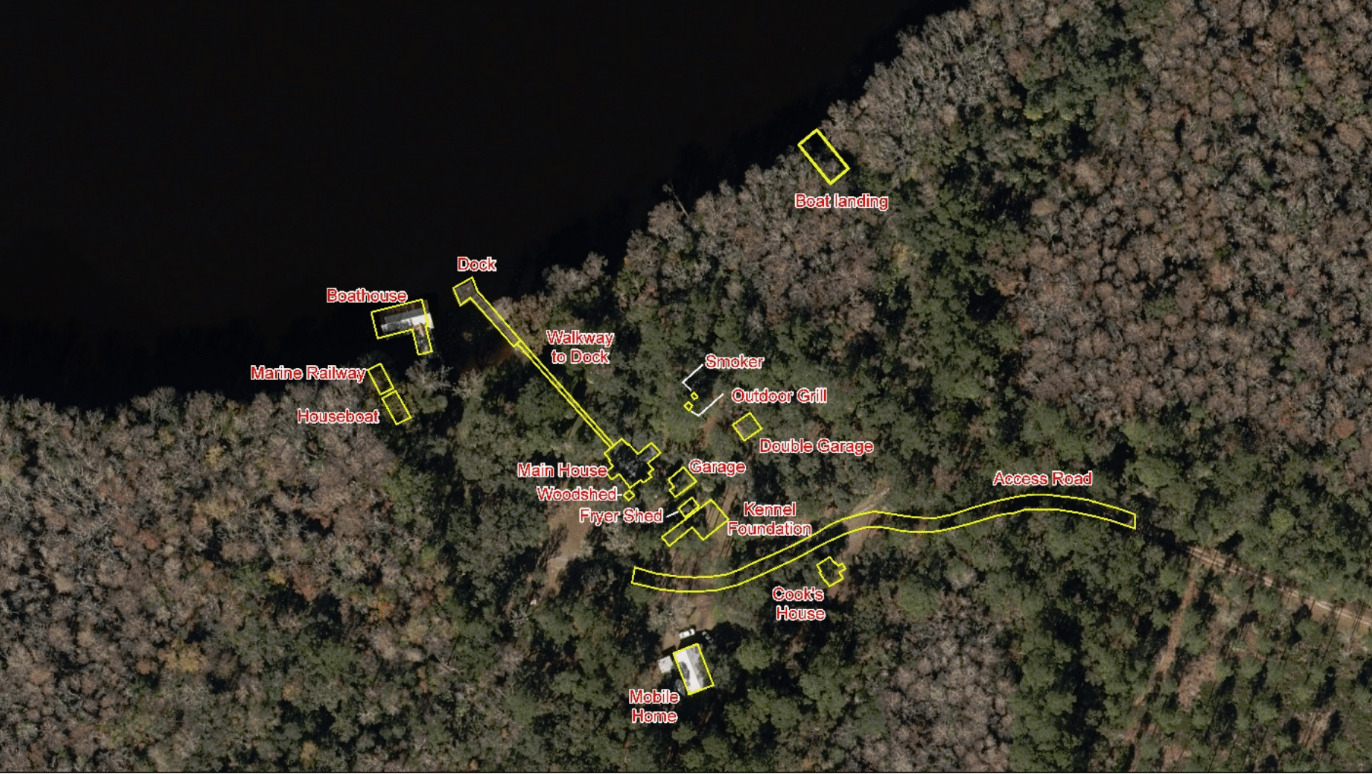 Boat landing
Dock
Boathouse
Walkway
to Dock
Smoker
Marine Railway
Outdoor Grill
Houseboat
Double Garage
Main House
Garage
Access Road
Woodshed
Fryer Shed
Kennel
Foundation
Cook's
House
Mobile
Home